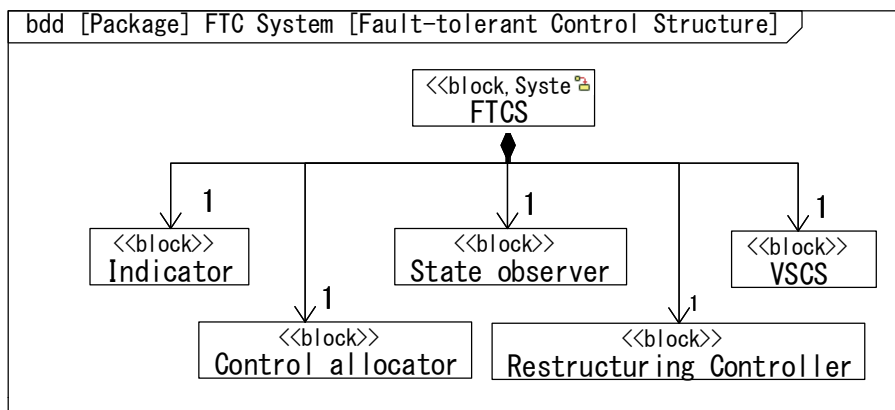 bdd [Package] FTC System [Fault-tolerant Control Structure]
<<block, Syste
FTCS
1
1
1
<<block>>
Indicator
<<block>>
State observer
<<block>>
VSCS
1
1
<<block>>
Control allocator
<<block>>
Restructuring Controller